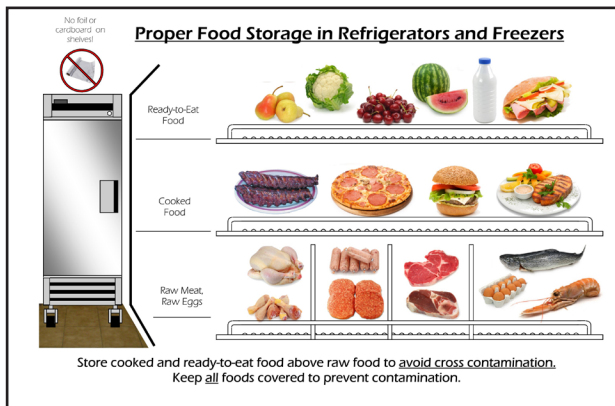 No foil or
cardboard on
shelves!
Proper Food Storage in Refrigerators and Freezers
Ready-to-Eat
Food
Cooked
Food
Raw Meat,
Raw Eggs
Store cooked and ready-to-eat food above raw food to avoid cross contamination.
Keep all foods covered to prevent contamination.